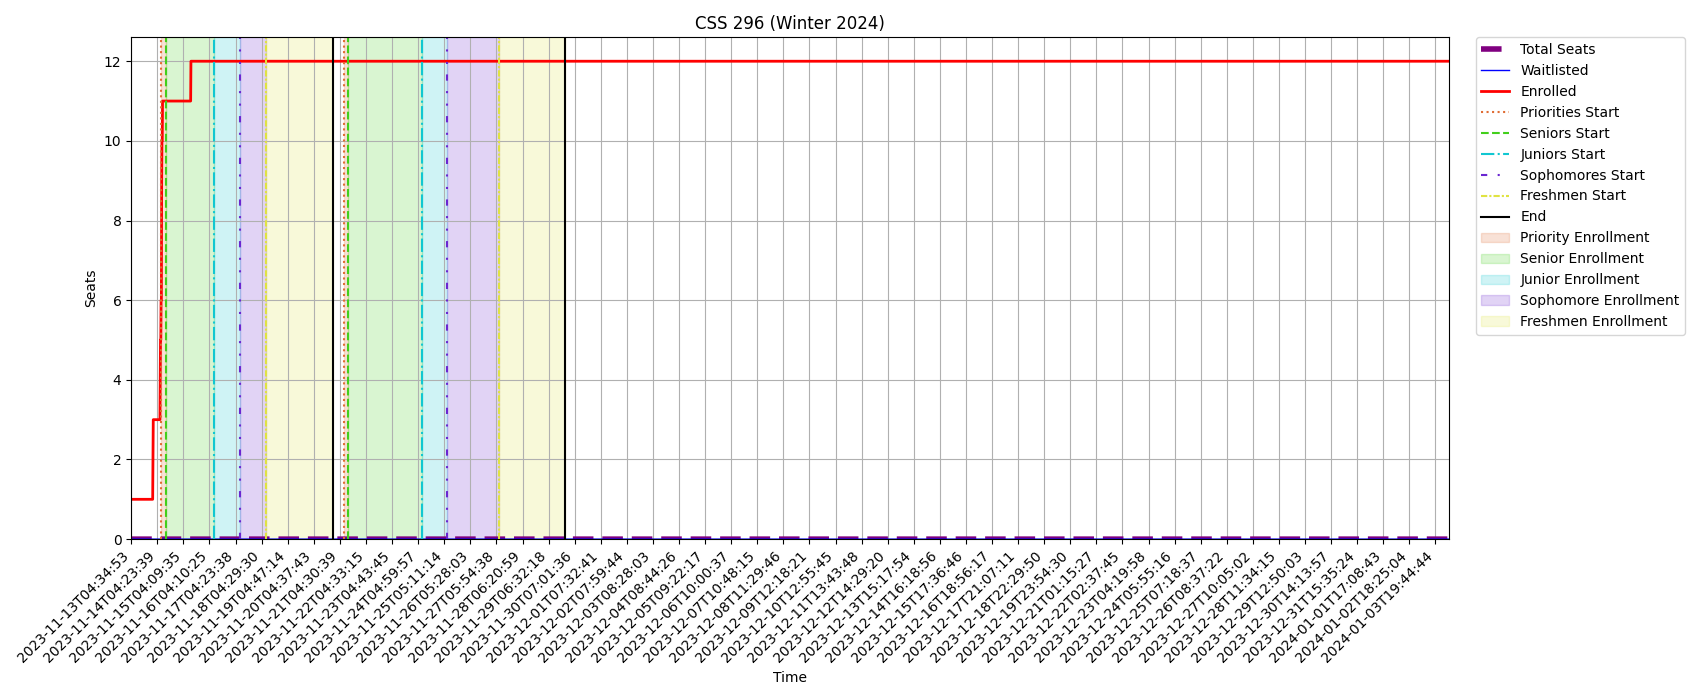 CSS 296 (Winter 2024)
Seats
12
10
8
6
4
2
0
2023-11-13T04:34:53
2023-11-14T04:23:39
2023-11-15T04:09:35
2023-11-16T04:10:25
2023-11-17T04:23:38
2023-11-18T04:29:30
2023-11-19T04:47:14
2023-11-20T04:37:43
2023-11-21T04:30:39
2023-11-22T04:33:15
2023-11-23T04:43:45
2023-11-24T04:59:57
2023-11-25T05:11:14
2023-11-26T05:28:03
2023-11-27T05:54:38
2023-11-28T06:20:59
2023-11-29T06:32:18
2023-11-30T07:01:36
2023-12-01T07:32:41
2023-12-02T07:59:44
2023-12-03T08:28:03
2023-12-04T08:44:26
2023-12-05T09:22:17
2023-12-06T10:00:37
2023-12-07T10:48:15
2023-12-08T11:29:46
2023-12-09T12:18:21
2023-12-10T12:55:45
2023-12-11T13:43:48
2023-12-12T14:29:20
2023-12-13T15:17:54
2023-12-14T16:18:56
2023-12-15T17:36:46
2023-12-16T18:56:17
2023-12-17T21:07:11
2023-12-18T22:29:50
2023-12-19T23:54:30
2023-12-21T01:15:27
2023-12-22T02:37:45
2023-12-23T04:19:58
2023-12-24T05:55:16
2023-12-25T07:18:37
2023-12-26T08:37:22
2023-12-27T10:05:02
2023-12-28T11:34:15
2023-12-29T12:50:03
2023-12-30T14:13:57
2023-12-31T15:35:24
2024-01-01T17:08:43
2024-01-02T18:25:04
2024-01-03T19:44:44
Time
Total Seats
Waitlisted
Enrolled
Priorities Start
Seniors Start
Juniors Start
Sophomores Start
Freshmen Start
End
Priority Enrollment
Senior Enrollment
Junior Enrollment
Sophomore Enrollment
Freshmen Enrollment